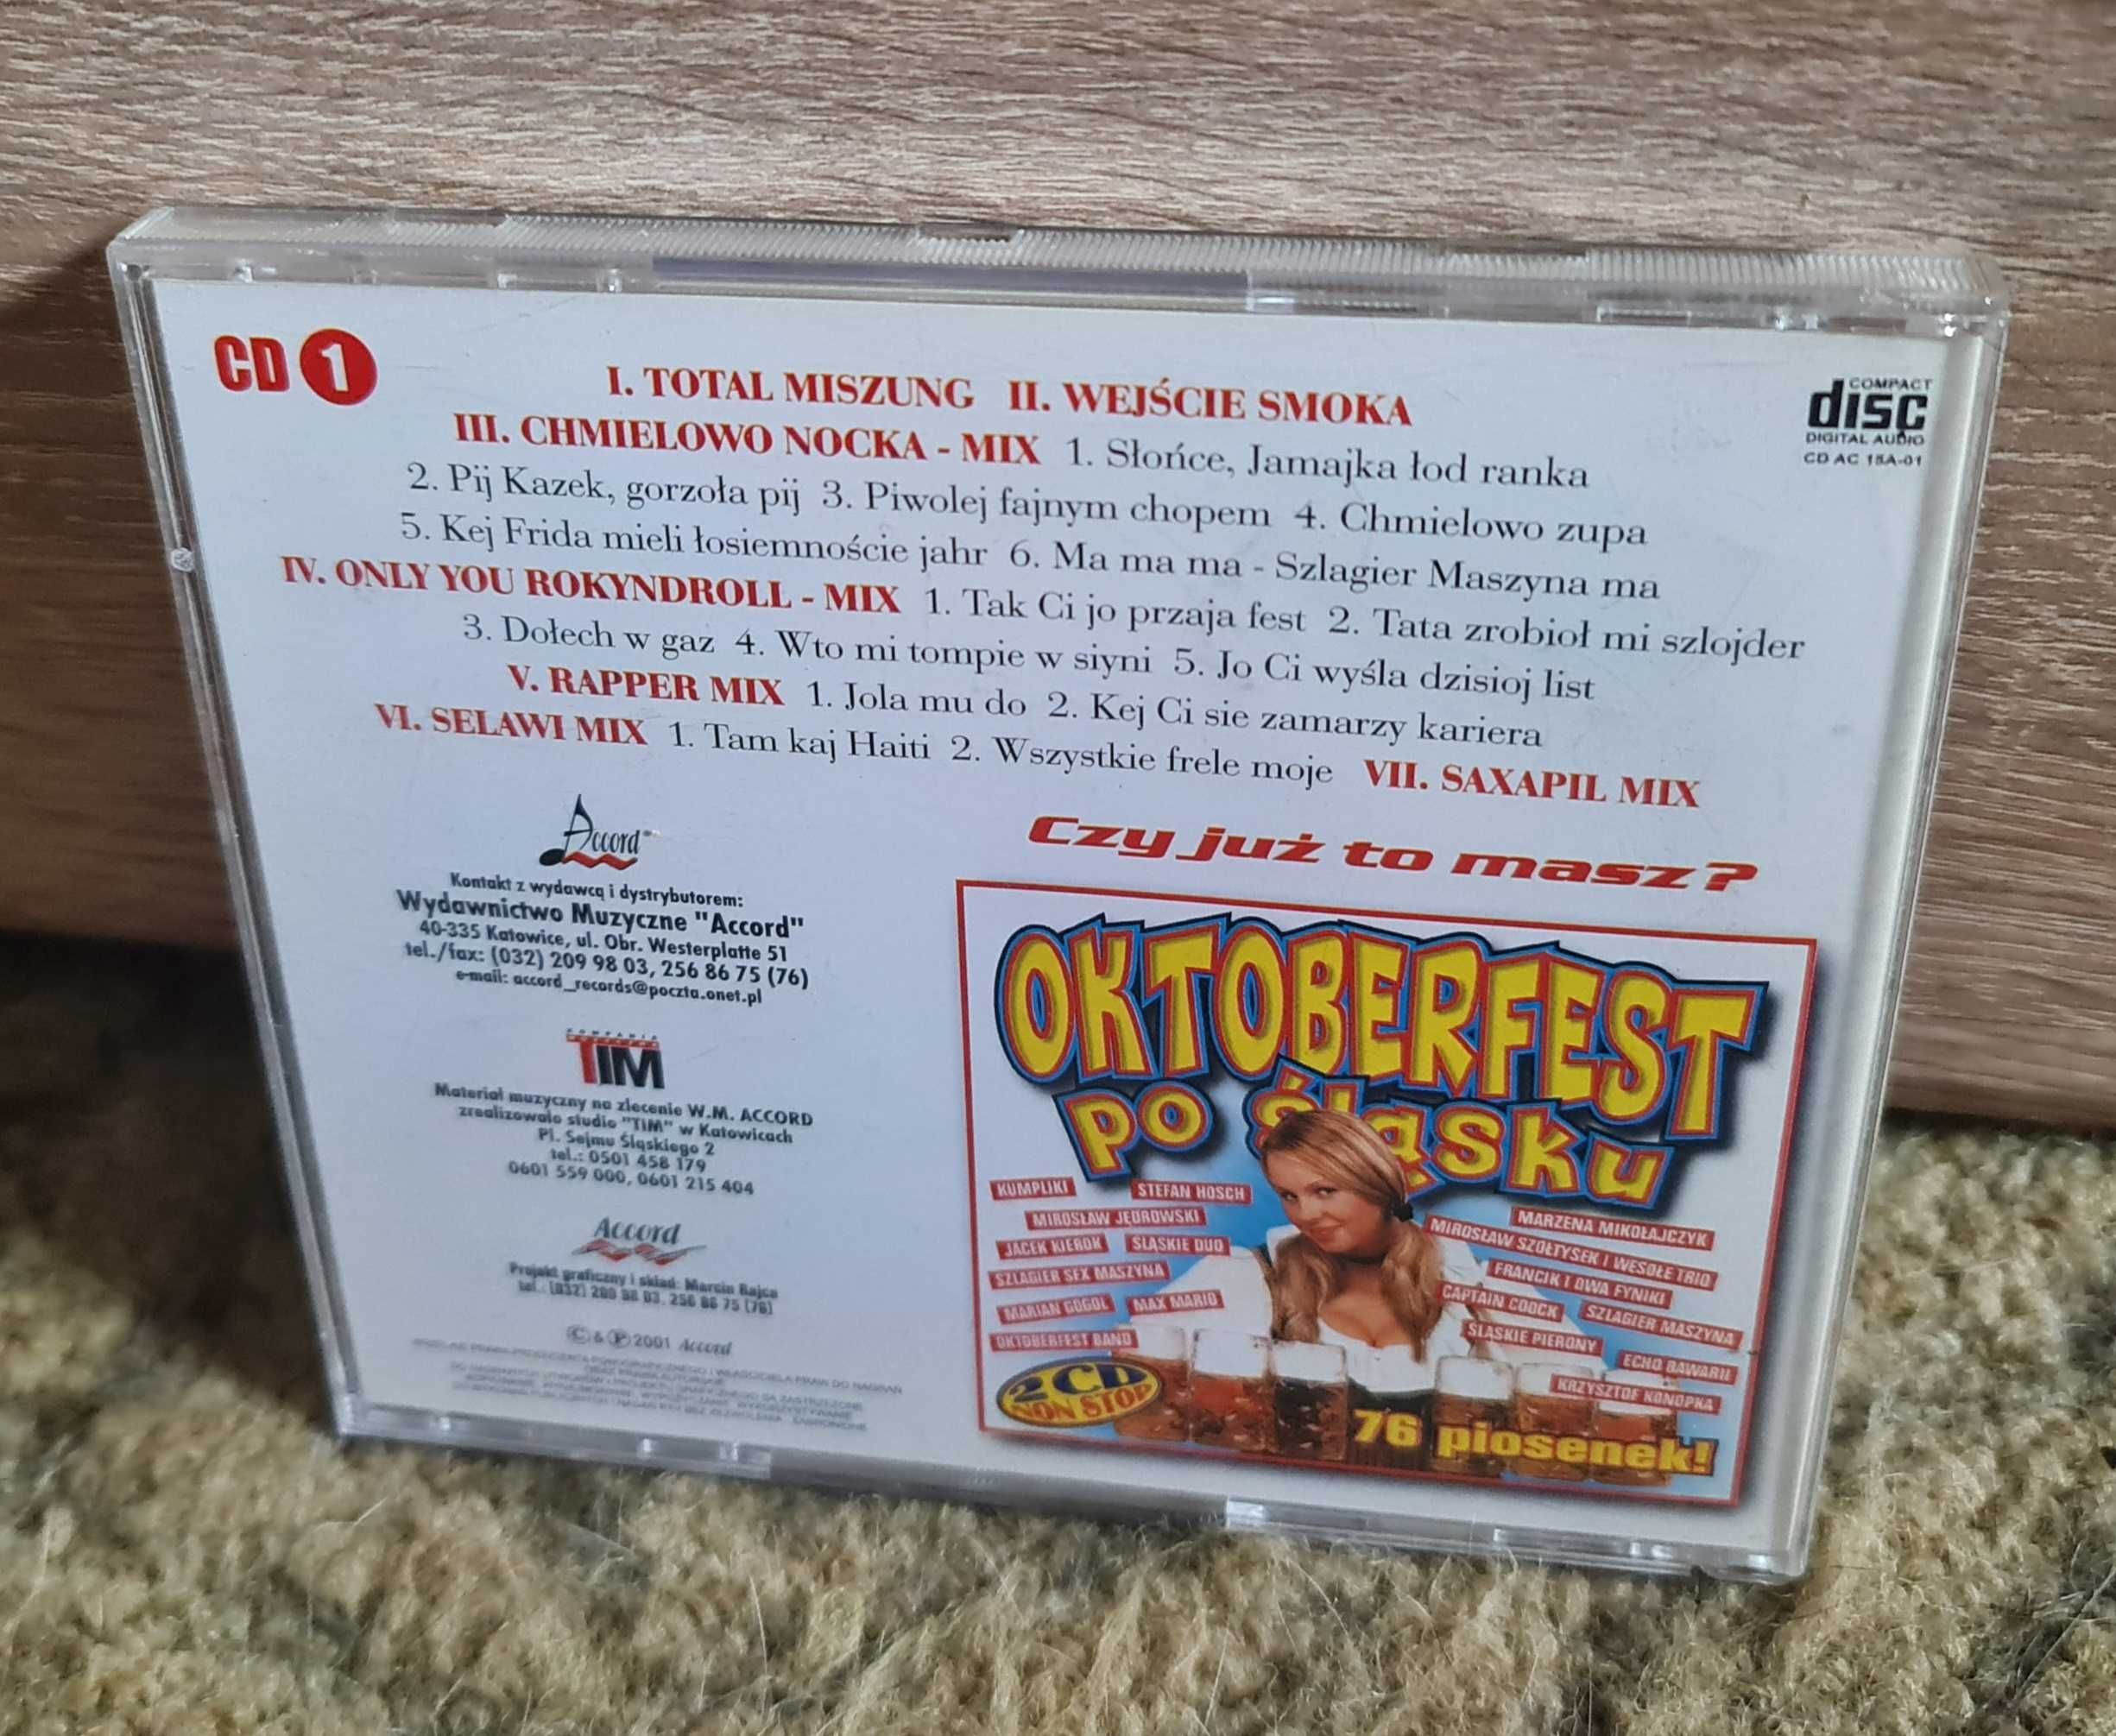 CD 1
I. TOTAL MISZUNG II. WEJŚCIE SMOKA
III. CHMIELOWO NOCKA - MIX 1. Słońce, Jamajka łod ranka
2. Pij Kazek, gorzoła pij 3. Piwolej fajnym chopem 4. Chmielowo zupa
5. Kej Frida mieli łosiemnoście jahr 6. Ma ma ma - Szlagier Maszyna ma
IV. ONLY YOU ROKYNDROLL - MIX 1. Tak Ci jo przaja fest 2. Tata zrobioł mi szlojder
3. Dołech w gaz 4. Wto mi tompie w siyni 5. Jo Ci wyśla dzisioj list
V. RAPPER MIX 1. Jola mu do 2. Kej Ci sie zamarzy kariera
VI. SELAWI MIX 1. Tam kaj Haiti 2. Wszystkie frele moje VII. SAXAPIL MIX
COMPACT
disc
DIGITAL AUDIO
CD AC 18A-01
Accord
Kontakt z wydawcą i dystrybutorem:
Wydawnictwo Muzyczne "Accord"
40-335 Katowice, ul. Obr. Westerplatte 51
tel./fax: (032) 209 98 03, 256 86 75 (76)
e-mail: accord_records@poczta.onet.pl
TIM
Materiał muzyczny na zlecenie W.M. ACCORD
zrealizowało studio "TIM" w Katowicach
Pl. Sejmu Śląskiego 2
tel.: 0501 458 179
0601 559 000, 0601 215 404
Accord
Projekt graficzny i skład: Marcin Rajca
tel.: (032) 209 98 03, 256 86 75 (76)
© & ℗ 2001 Accord
Czy już to masz?
OKTOBERFEST
po śląsku
KUMPLIKI
STEFAN HOSCH
MIROSŁAW JĘDROWSKI
JACEK KIEROK
ŚLĄSKIE DUO
SZLAGIER SEX MASZYNA
MARIAN GOGOL
MAX MARIO
OKTOBERFEST BAND
MARZENA MIKOŁAJCZYK
MIROSŁAW SZOŁTYSEK I WESOŁE TRIO
FRANCIK I OWA FYNIKI
CAPTAIN COOCK
SZLAGIER MASZYNA
ŚLĄSKIE PIERONY
ECHO BAWARII
KRZYSZTOF KONOPKA
2 CD
NON STOP
76 piosenek!